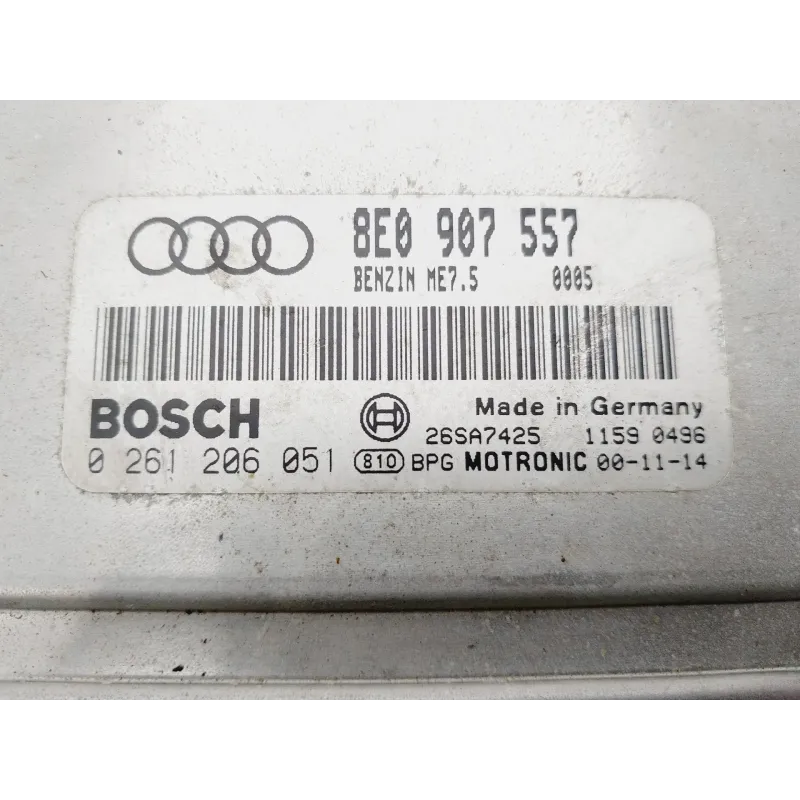 8E0 907 557
BENZIN ME7.5 0005
BOSCH Made in Germany
26SA7425 1159 0496
0 261 206 051 810 BPG MOTRONIC 00-11-14